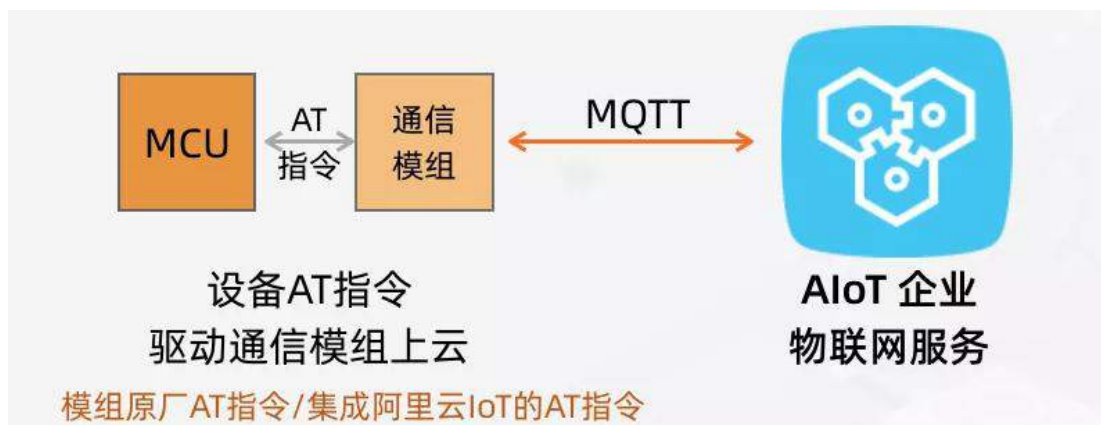 MCU
AT
指令
通信
模组
MQTT
设备AT指令
驱动通信模组上云
模组原厂AT指令/集成阿里云IoT的AT指令
AIoT 企业
物联网服务